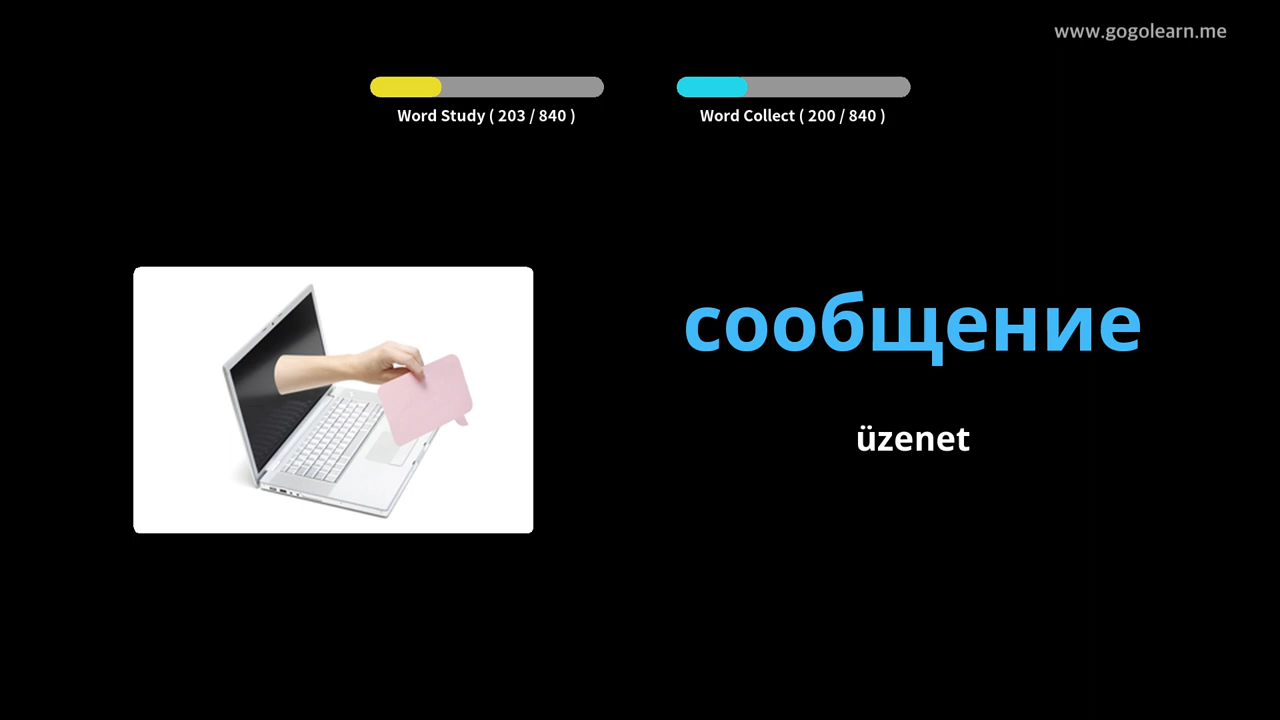 www.gogolearn.me
Word Study ( 203 / 840 )
Word Collect ( 200 / 840 )
сообщение
üzenet